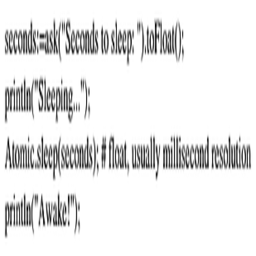 seconds:=ask("Seconds to sleep: ").toFloat();
println("Sleeping...");
Atomic.sleep(seconds); # float, usually millisecond resolution
println("Awake!");